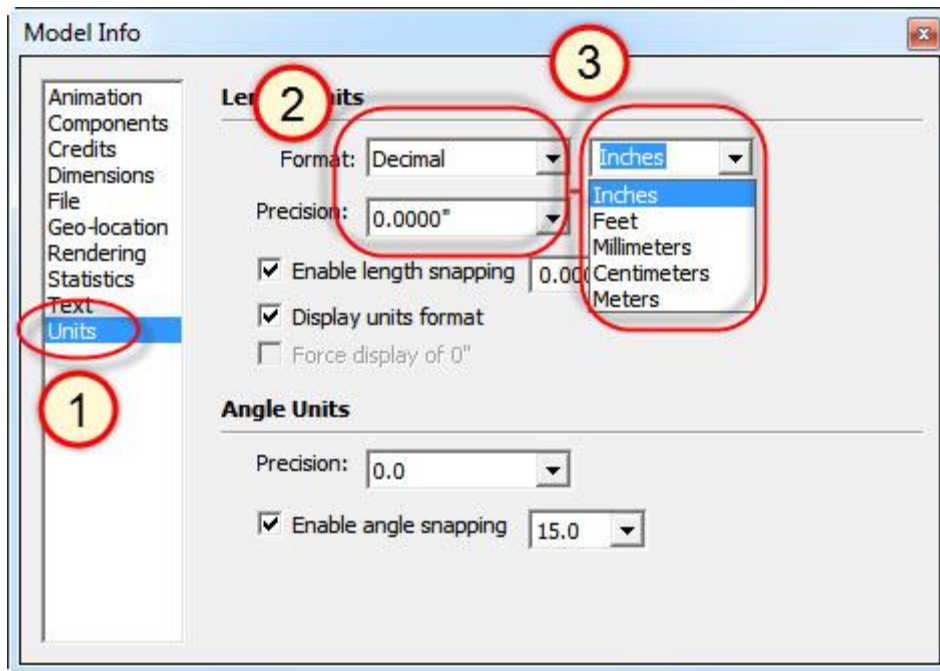 Model Info
3
Animation
Components
Credits
Dimensions
File
Geo-location
Rendering
Statistics
Text
Units
1
2
Format: Decimal
Inches
Inches
Feet
Millimeters
Centimeters
Meters
Precision: 0.0000"
Enable length snapping
Display units format
Force display of 0"
Angle Units
Precision: 0.0
Enable angle snapping 15.0